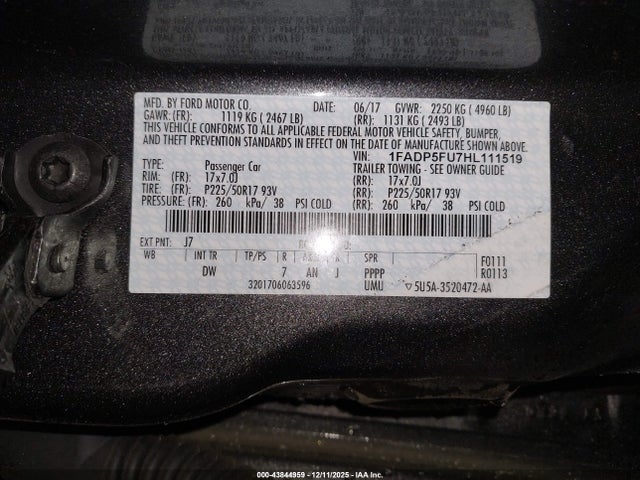 MFD. BY FORD MOTOR CO. DATE: 06/17 GVWR: 2250 KG ( 4960 LB)
GAWR: (FR): 1119 KG ( 2467 LB) (RR): 1131 KG ( 2493 LB)
THIS VEHICLE CONFORMS TO ALL APPLICABLE FEDERAL MOTOR VEHICLE SAFETY, BUMPER,
AND THEFT PREVENTION STANDARDS IN EFFECT ON THE DATE OF MANUFACTURE SHOWN ABOVE.
VIN: 1FADP5FU7HL111519
TYPE: Passenger Car TRAILER TOWING - SEE OWNER GUIDE
RIM: (FR): 17x7.0J (RR): 17x7.0J
TIRE: (FR): P225/50R17 93V (RR): P225/50R17 93V
PRESSURE: (FR): 260 kPa/ 38 PSI COLD (RR): 260 kPa/ 38 PSI COLD
EXT PNT: J7
WB INT TR TP/PS R SPR F0111
DW 7 AN J PPPP R0113
3201706063596 UMU ▽ 5U5A-3520472-AA
000-43844959 - 12/11/2025 - IAA Inc.